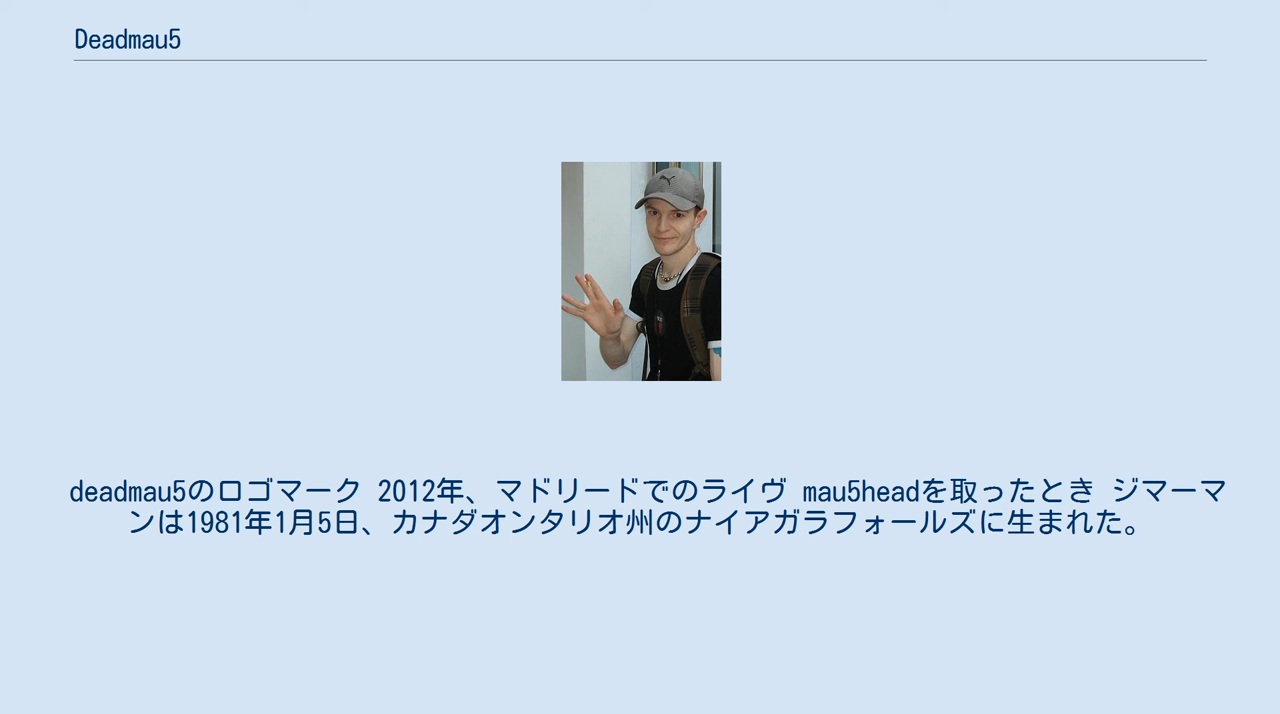 Deadmau5
deadmau5のロゴマーク 2012年、マドリードでのライヴ mau5headを取ったとき ジマーマ
ンは1981年1月5日、カナダオンタリオ州のナイアガラフォールズに生まれた。